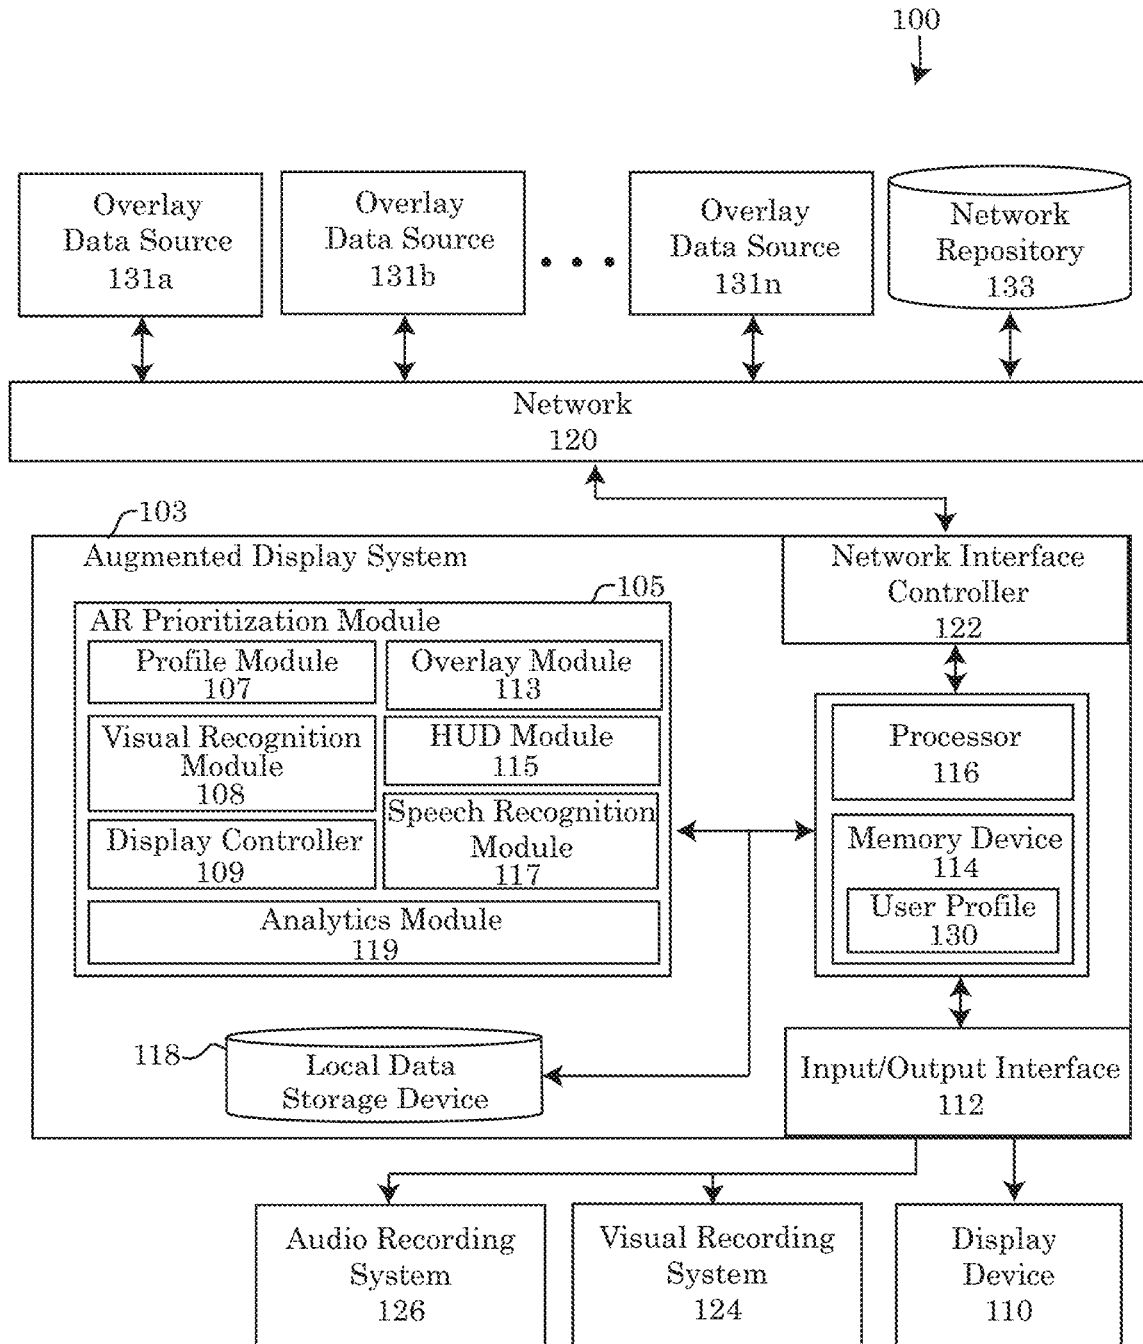 100
Overlay
Data Source
131a
Overlay
Data Source
131b
Overlay
Data Source
131n
Network
Repository
133
Network
120
103
Augmented Display System
105
AR Prioritization Module
Profile Module
107
Overlay Module
113
Visual Recognition
Module
108
HUD Module
115
Display Controller
109
Speech Recognition
Module
117
Analytics Module
119
Network Interface
Controller
122
Processor
116
Memory Device
114
User Profile
130
118
Local Data
Storage Device
Input/Output Interface
112
Audio Recording
System
126
Visual Recording
System
124
Display
Device
110